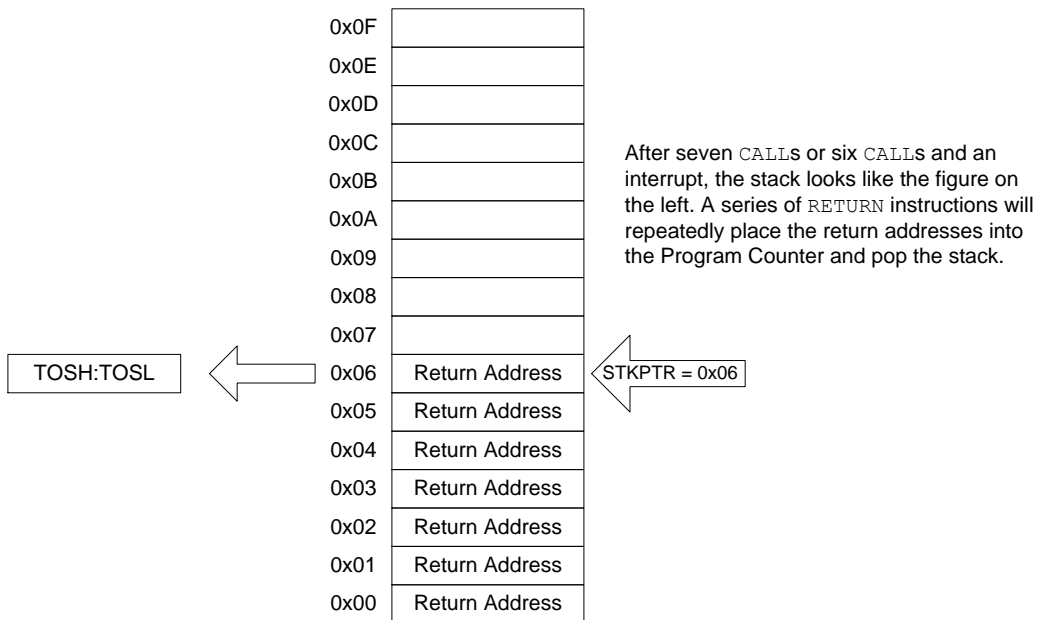 0x0F
0x0E
0x0D
0x0C
0x0B
0x0A
0x09
0x08
0x07
TOSH:TOSL
0x06 Return Address
STKPTR = 0x06
0x05 Return Address
0x04 Return Address
0x03 Return Address
0x02 Return Address
0x01 Return Address
0x00 Return Address
After seven CALLs or six CALLs and an
interrupt, the stack looks like the figure on
the left. A series of RETURN instructions will
repeatedly place the return addresses into
the Program Counter and pop the stack.